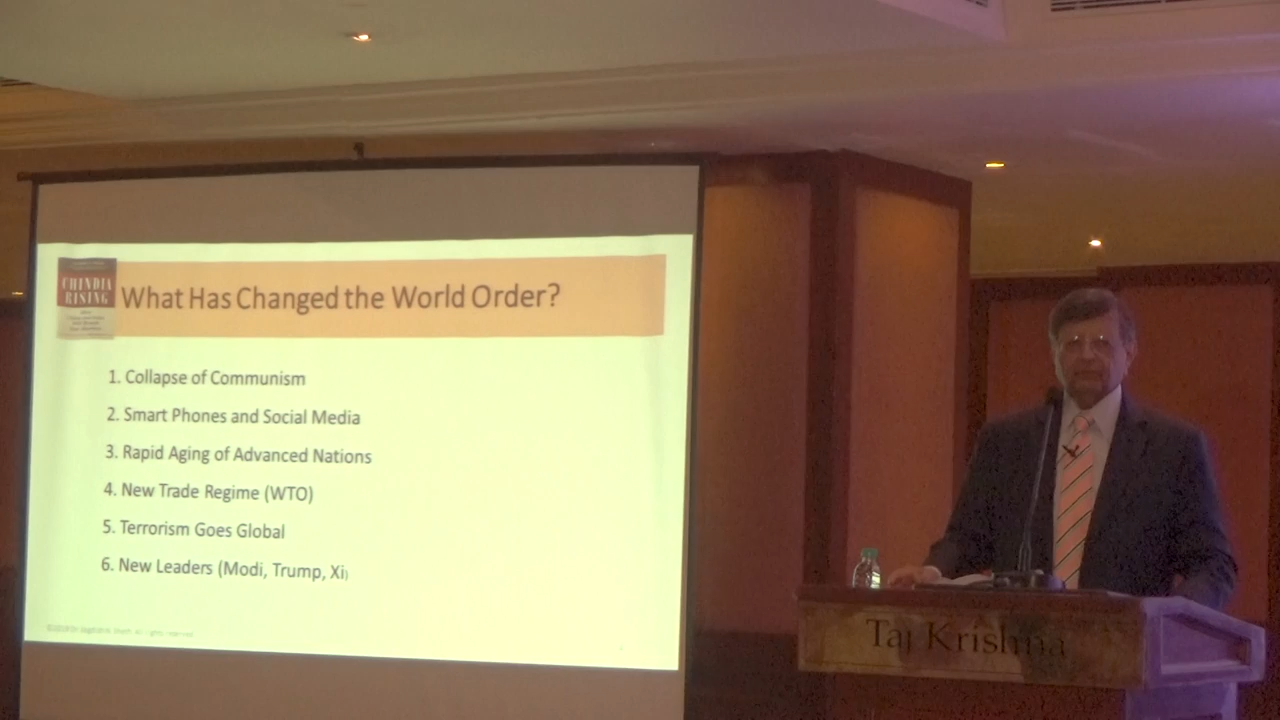 CHINDIA
RISING
What Has Changed the World Order?
1. Collapse of Communism
2. Smart Phones and Social Media
3. Rapid Aging of Advanced Nations
4. New Trade Regime (WTO)
5. Terrorism Goes Global
6. New Leaders (Modi, Trump, Xi)
Taj Krishna